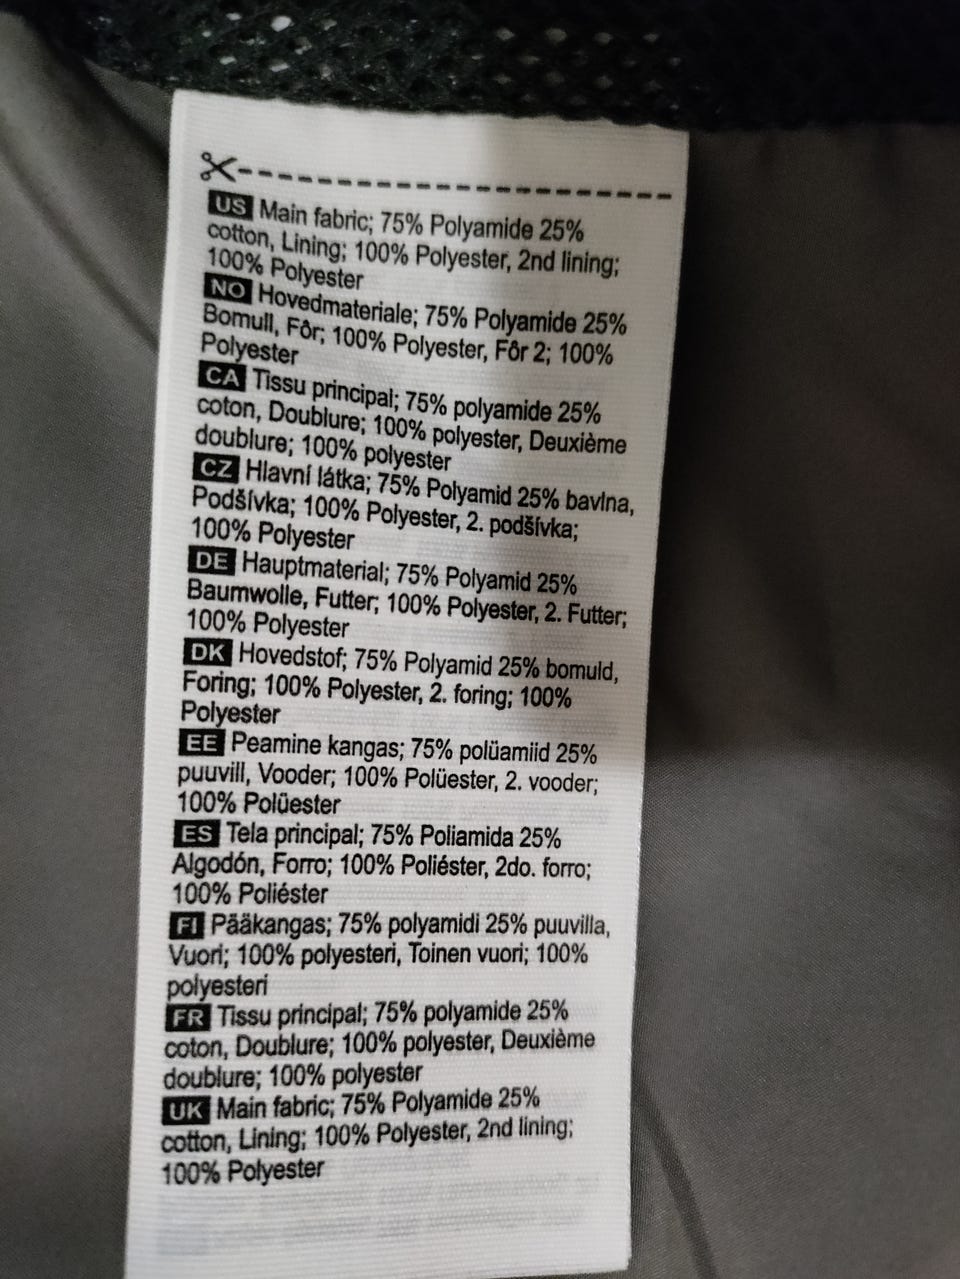 US Main fabric; 75% Polyamide 25%
cotton, Lining; 100% Polyester, 2nd lining;
100% Polyester
NO Hovedmateriale; 75% Polyamide 25%
Bomull, Fôr; 100% Polyester, Fôr 2; 100%
Polyester
CA Tissu principal; 75% polyamide 25%
coton, Doublure; 100% polyester, Deuxième
doublure; 100% polyester
CZ Hlavní látka; 75% Polyamid 25% bavlna,
Podšívka; 100% Polyester, 2. podšívka;
100% Polyester
DE Hauptmaterial; 75% Polyamid 25%
Baumwolle, Futter; 100% Polyester, 2. Futter;
100% Polyester
DK Hovedstof; 75% Polyamid 25% bomuld,
Foring; 100% Polyester, 2. foring; 100%
Polyester
EE Peamine kangas; 75% polüamiid 25%
puuvill, Vooder; 100% Polüester, 2. vooder;
100% Polüester
ES Tela principal; 75% Poliamida 25%
Algodón, Forro; 100% Poliéster, 2do. forro;
100% Poliéster
FI Pääkangas; 75% polyamidi 25% puuvilla,
Vuori; 100% polyesteri, Toinen vuori; 100%
polyesteri
FR Tissu principal; 75% polyamide 25%
coton, Doublure; 100% polyester, Deuxième
doublure; 100% polyester
UK Main fabric; 75% Polyamide 25%
cotton, Lining; 100% Polyester, 2nd lining;
100% Polyester